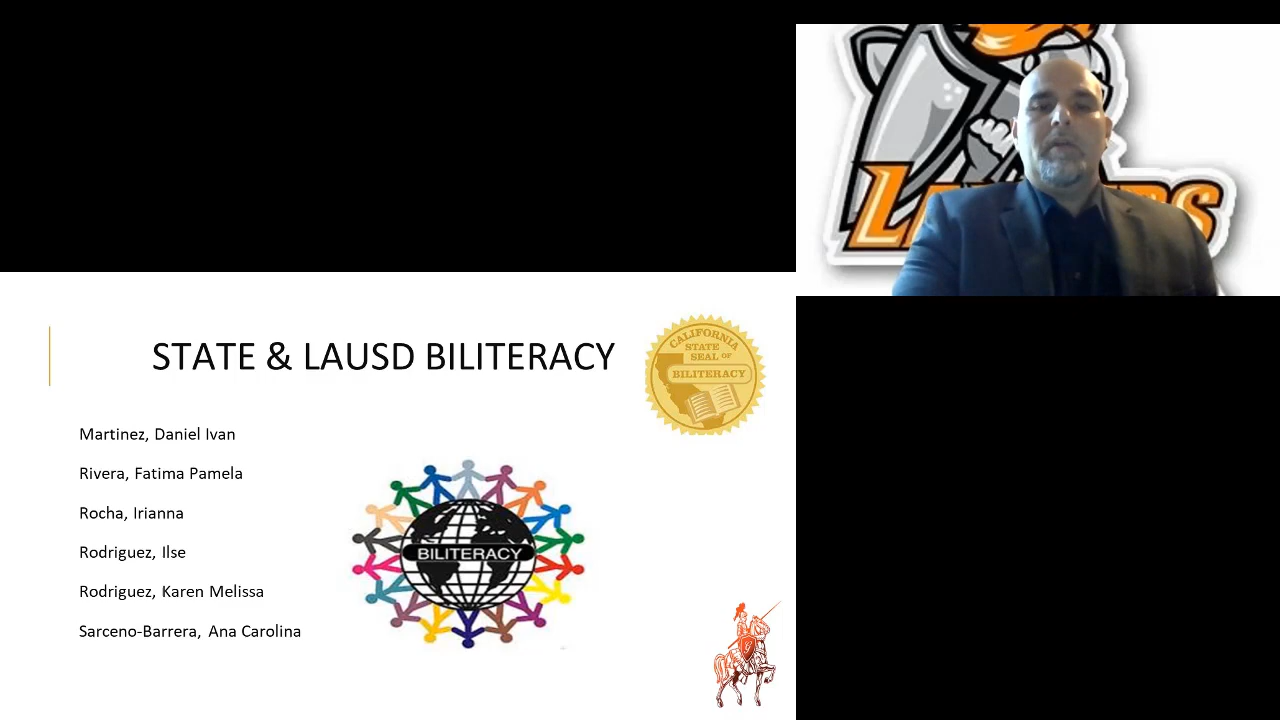 STATE & LAUSD BILITERACY
CALIFORNIA
STATE
SEAL OF
BILITERACY
Martinez, Daniel Ivan
Rivera, Fatima Pamela
Rocha, Irianna
Rodriguez, Ilse
Rodriguez, Karen Melissa
Sarceno-Barrera, Ana Carolina
BILITERACY